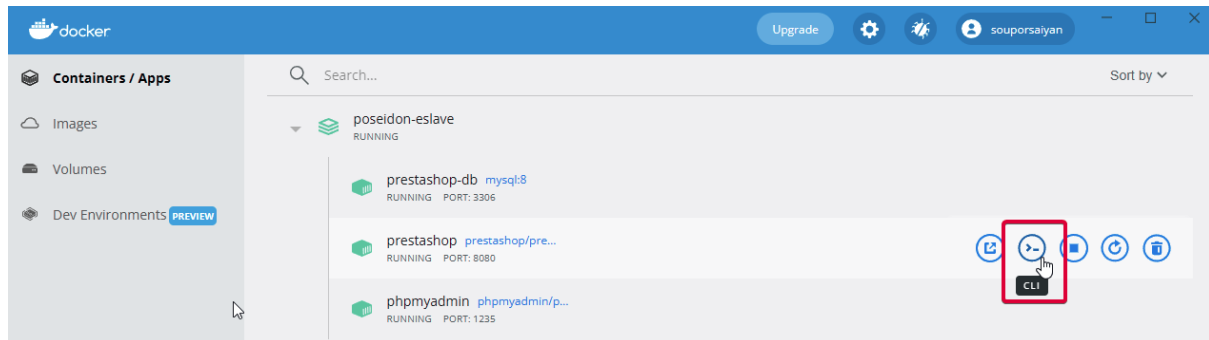 docker
Upgrade
souporsaiyan
Containers / Apps
Images
Volumes
Dev Environments PREVIEW
Search...
Sort by
poseidon-eslave
RUNNING
prestashop-db mysql:8
RUNNING PORT: 3306
prestashop prestashop/pre...
RUNNING PORT: 8080
CLI
phpmyadmin phpmyadmin/p...
RUNNING PORT: 1235